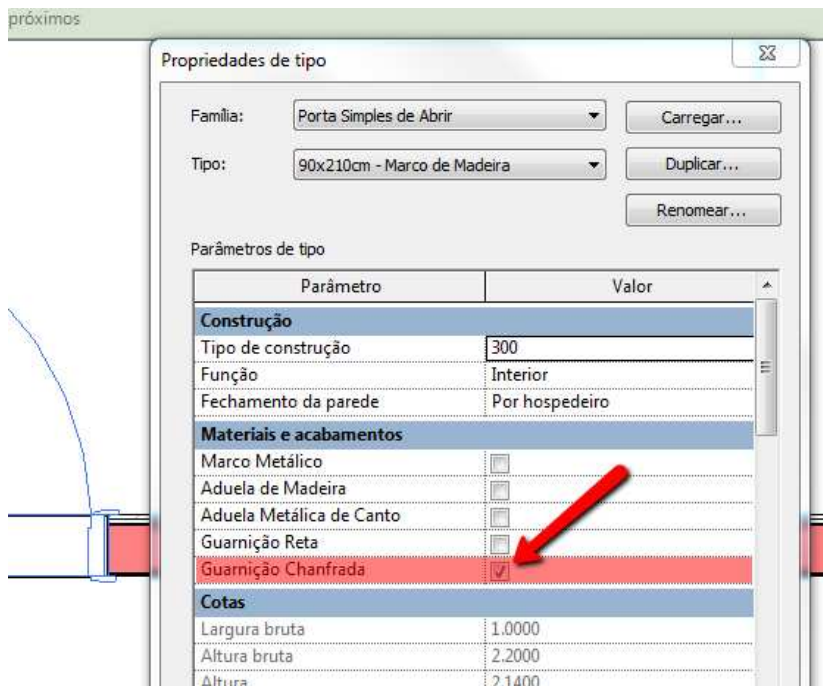 próximos
Propriedades de tipo
Família: Porta Simples de Abrir Carregar...
Tipo: 90x210cm - Marco de Madeira Duplicar...
Renomear...
Parâmetros de tipo
Parâmetro Valor
Construção
Tipo de construção 300
Função Interior
Fechamento da parede Por hospedeiro
Materiais e acabamentos
Marco Metálico
Aduela de Madeira
Aduela Metálica de Canto
Guarnição Reta
Guarnição Chanfrada
Cotas
Largura bruta 1.0000
Altura bruta 2.2000
Altura 2.1400